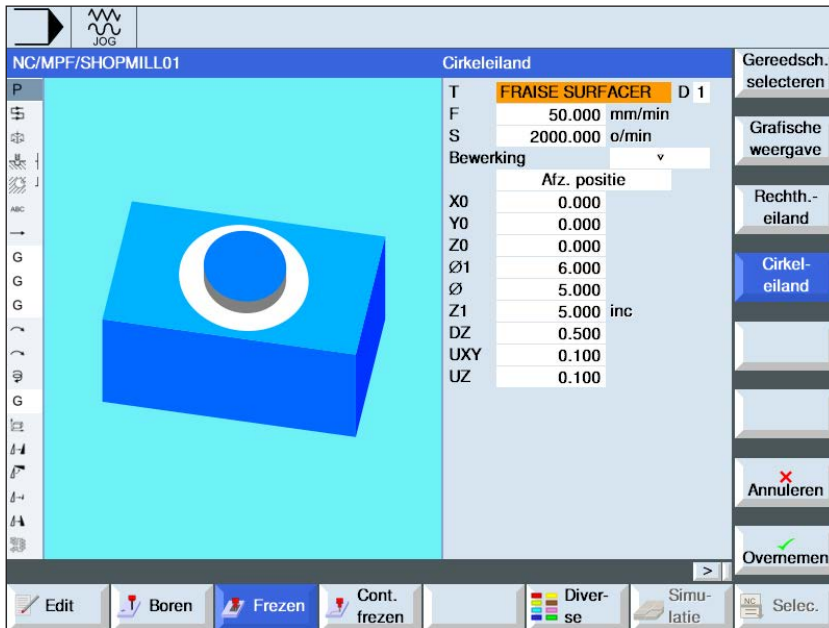 JOG
NC/MPF/SHOPMILL01
Cirkeleiland
P
ABC
G
G
G
G
T FRAISE SURFACER D 1
F 50.000 mm/min
S 2000.000 o/min
Bewerking ▿
Afz. positie
X0 0.000
Y0 0.000
Z0 0.000
Ø1 6.000
Ø 5.000
Z1 5.000 inc
DZ 0.500
UXY 0.100
UZ 0.100
>
Gereedsch.
selecteren
Grafische
weergave
Rechth.-
eiland
Cirkel-
eiland
Annuleren
Overnemen
Edit
Boren
Frezen
Cont.
frezen
Diver-
se
Simu-
latie
NC
Selec.